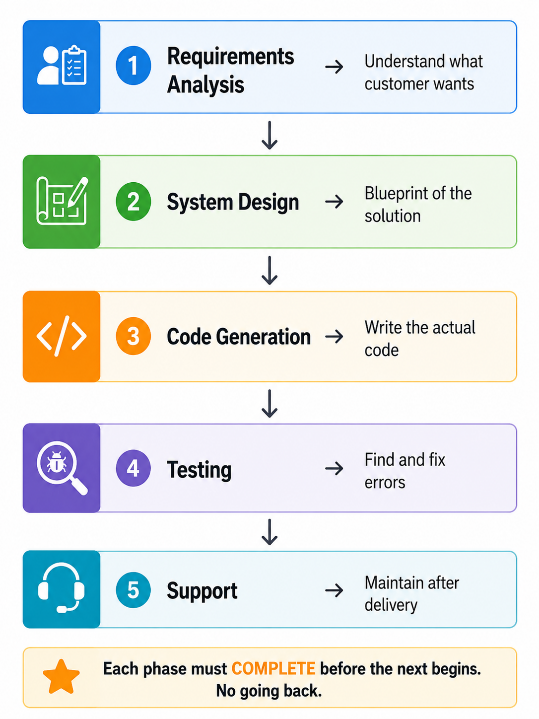 1
Requirements
Analysis
→
Understand what
customer wants
2
System Design
→
Blueprint of the
solution
</>
3
Code Generation
→
Write the actual
code
4
Testing
→
Find and fix
errors
5
Support
→
Maintain after
delivery
Each phase must COMPLETE before the next begins.
No going back.